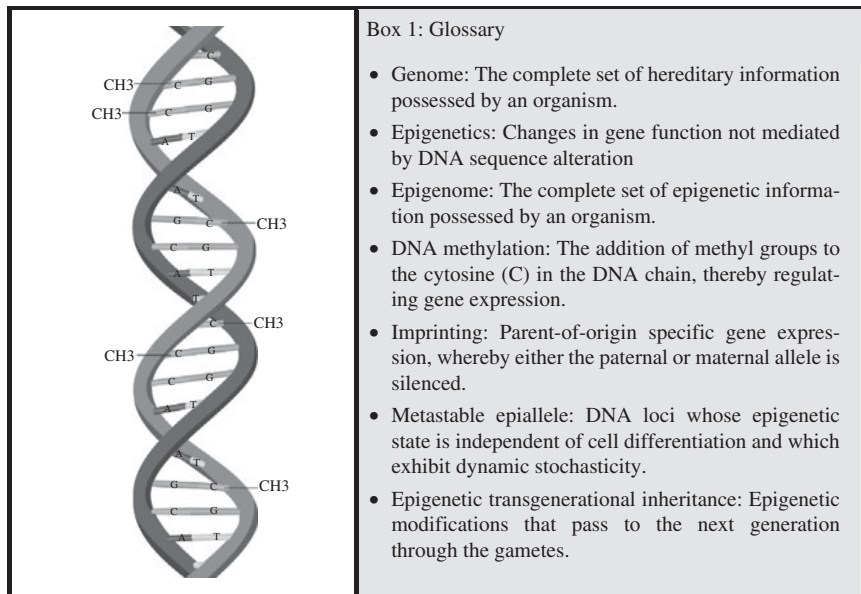 C
CH3 C G
CH3 C G
A T
A T
G C CH3
C G
A T
T
C CH3
CH3 C G
C G
A T
A T
G C CH3
C G
A T
Box 1: Glossary
• Genome: The complete set of hereditary information
possessed by an organism.
• Epigenetics: Changes in gene function not mediated
by DNA sequence alteration
• Epigenome: The complete set of epigenetic informa-
tion possessed by an organism.
• DNA methylation: The addition of methyl groups to
the cytosine (C) in the DNA chain, thereby regulat-
ing gene expression.
• Imprinting: Parent-of-origin specific gene expres-
sion, whereby either the paternal or maternal allele is
silenced.
• Metastable epiallele: DNA loci whose epigenetic
state is independent of cell differentiation and which
exhibit dynamic stochasticity.
• Epigenetic transgenerational inheritance: Epigenetic
modifications that pass to the next generation
through the gametes.